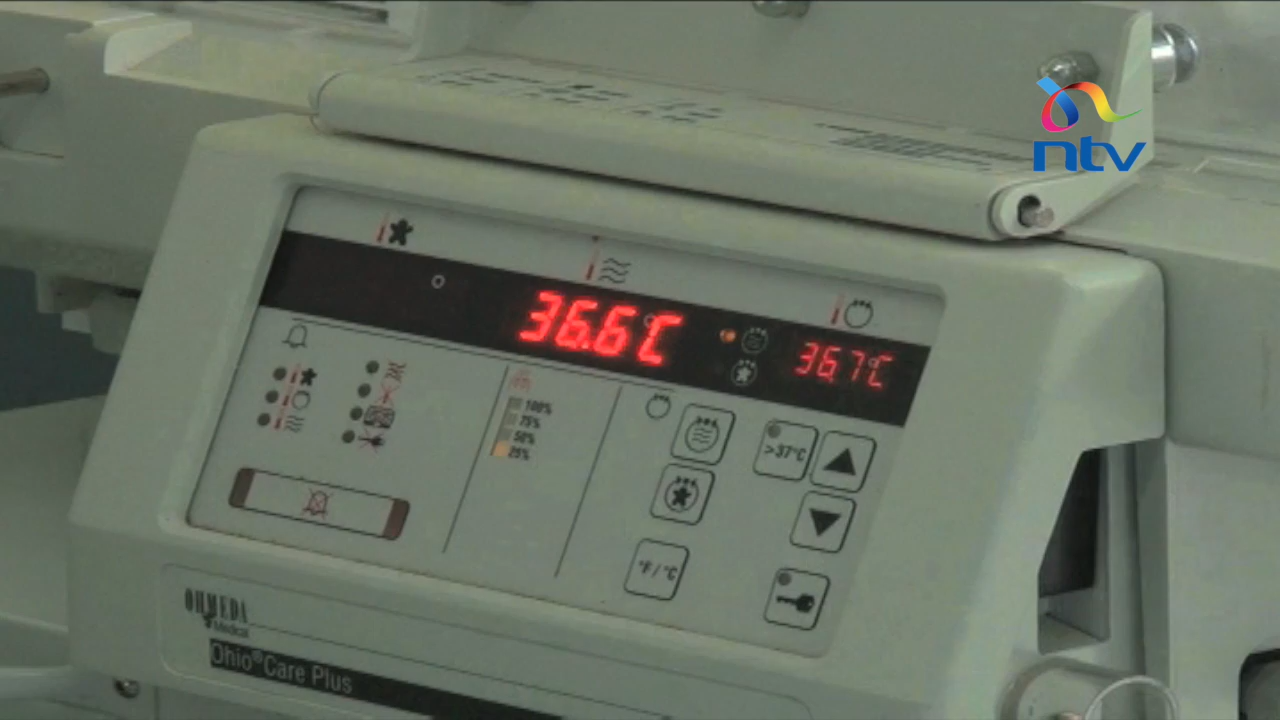 ntv
36.6°C
36.7°C
100%
75%
50%
25%
>37°C
°F/°C
OHMEDA
Medical
Ohio® Care Plus